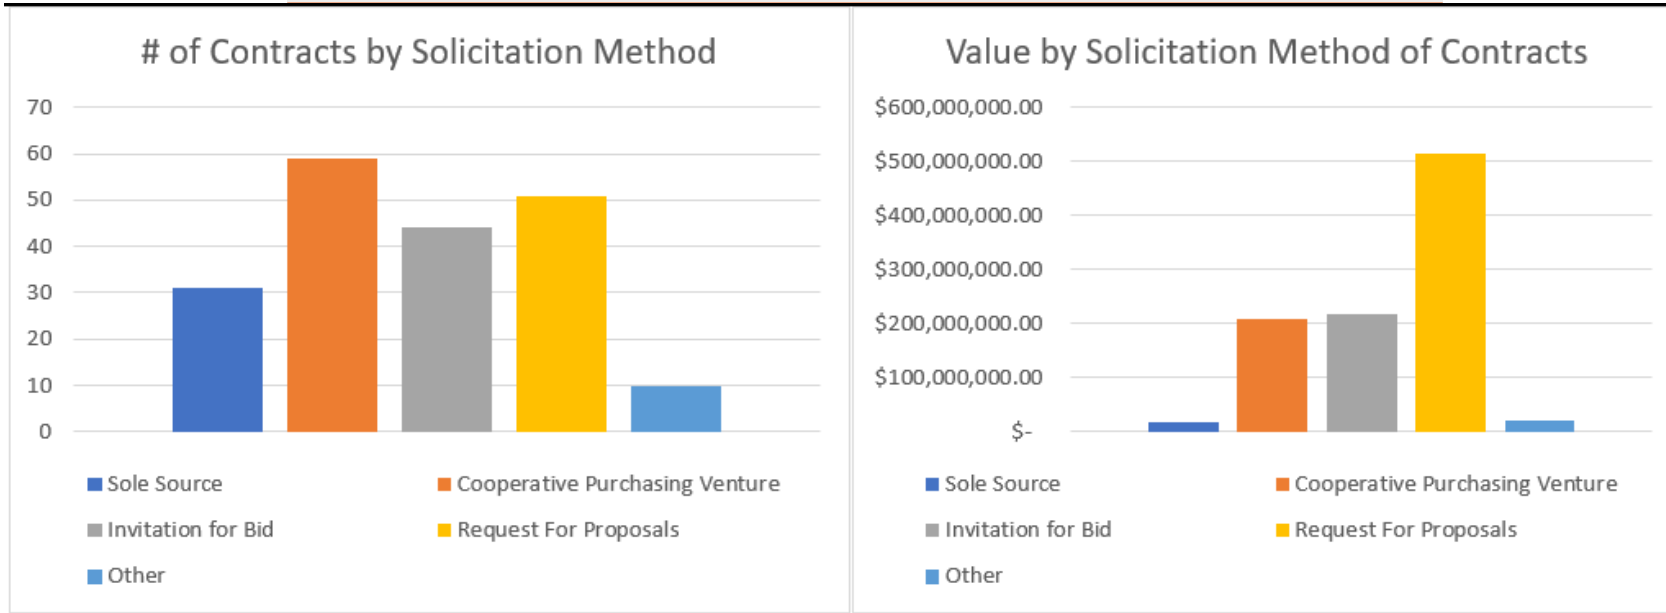 # of Contracts by Solicitation Method
70
60
50
40
30
20
10
0
Sole Source
Cooperative Purchasing Venture
Invitation for Bid
Request For Proposals
Other
Value by Solicitation Method of Contracts
$600,000,000.00
$500,000,000.00
$400,000,000.00
$300,000,000.00
$200,000,000.00
$100,000,000.00
$-
Sole Source
Cooperative Purchasing Venture
Invitation for Bid
Request For Proposals
Other